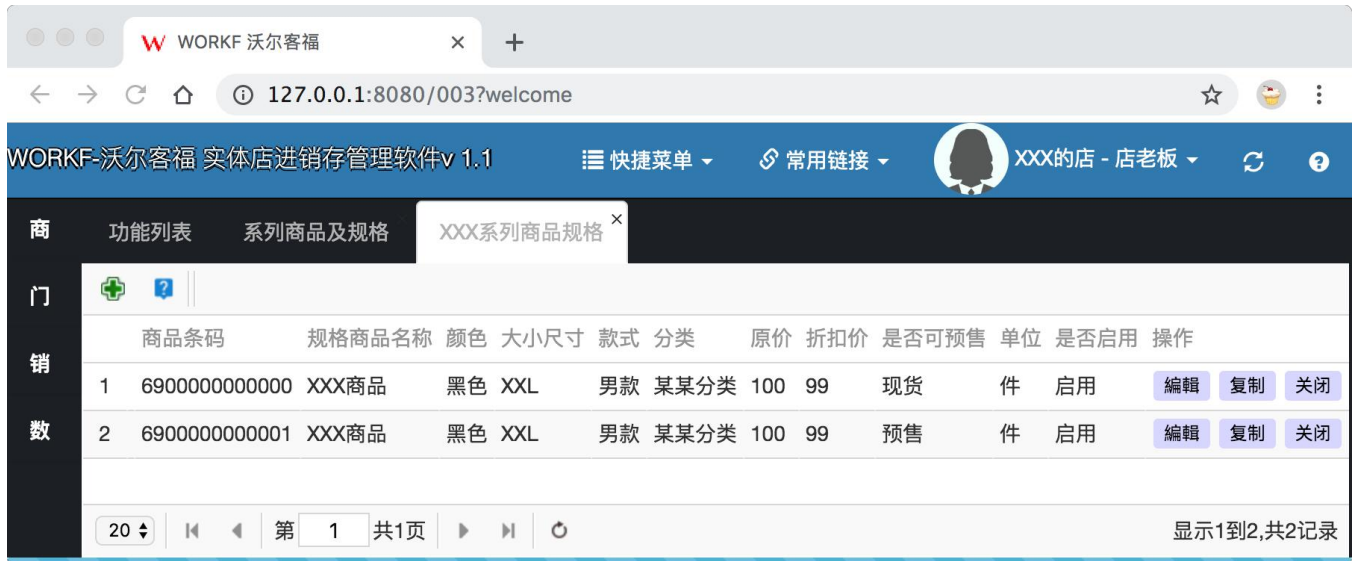 WORKF 沃尔客福
127.0.0.1:8080/003?welcome
WORKF-沃尔客福 实体店进销存管理软件v 1.1 快捷菜单 常用链接 XXX的店 - 店老板
商 功能列表 系列商品及规格 XXX系列商品规格
门
商品条码 规格商品名称 颜色 大小尺寸 款式 分类 原价 折扣价 是否可预售 单位 是否启用 操作
销
1 6900000000000 XXX商品 黑色 XXL 男款 某某分类 100 99 现货 件 启用 編輯 复制 关闭
数
2 6900000000001 XXX商品 黑色 XXL 男款 某某分类 100 99 预售 件 启用 編輯 复制 关闭
20 第 1 共1页 显示1到2,共2记录